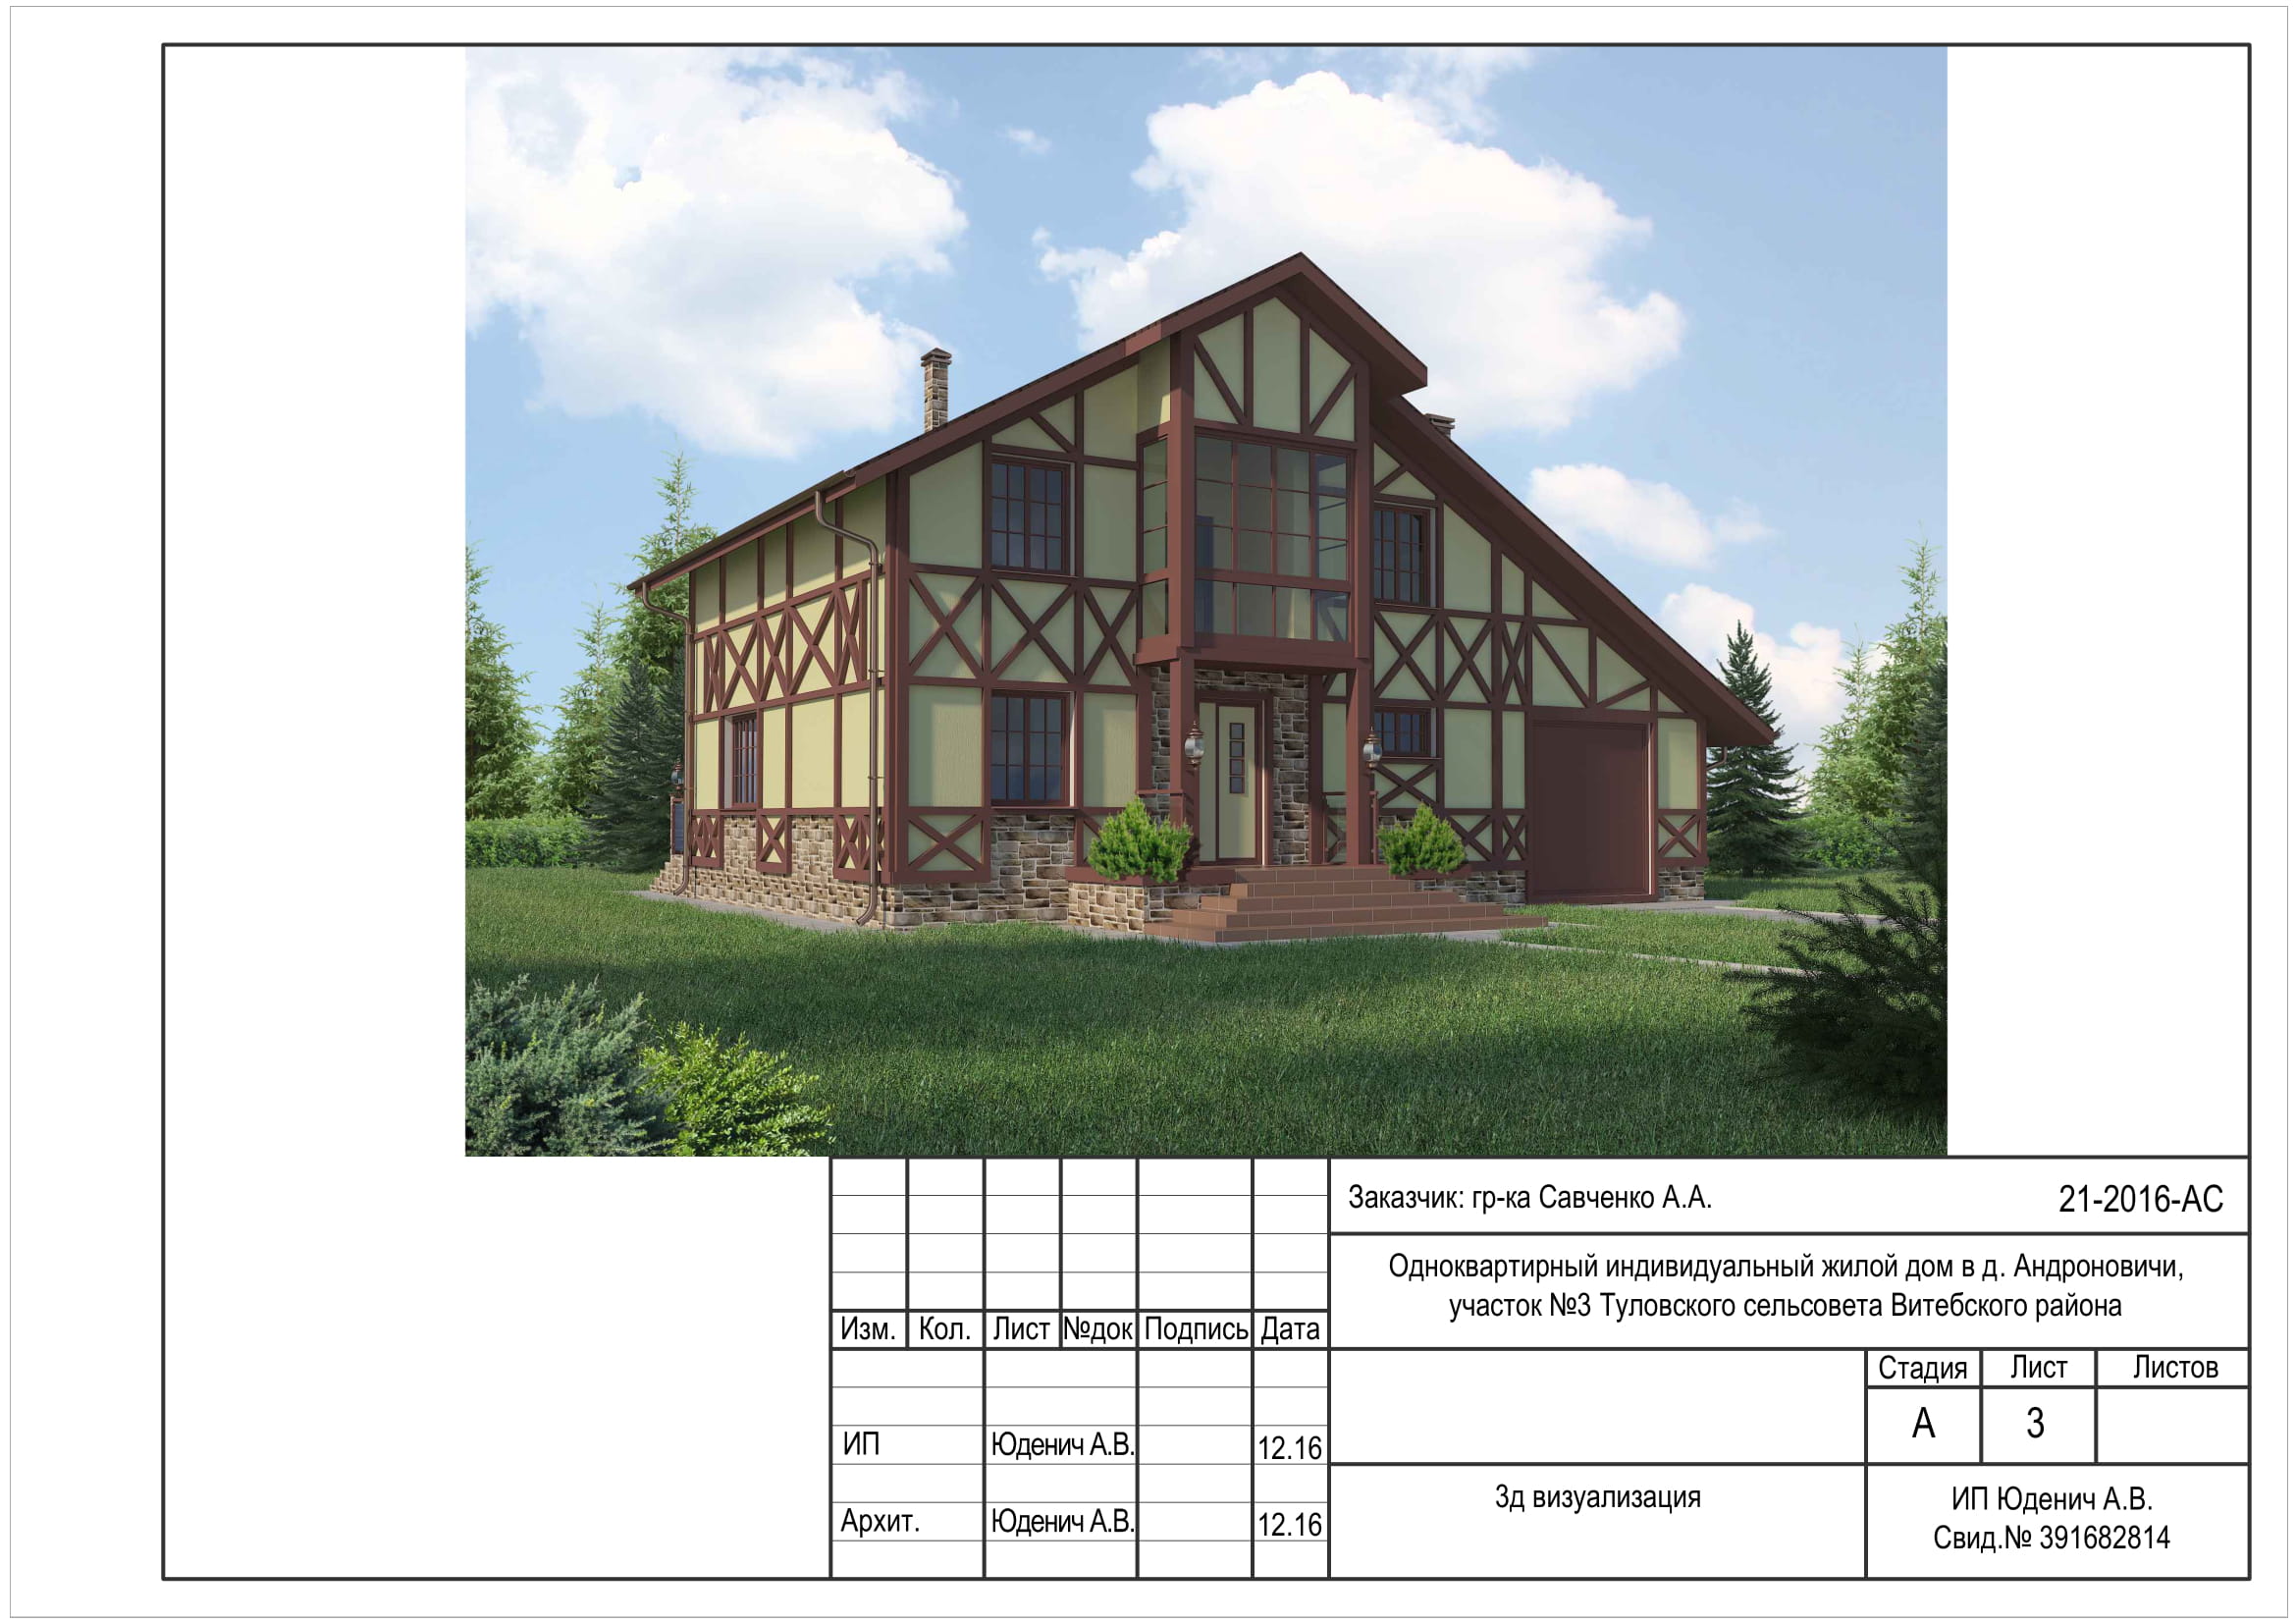 Заказчик: гр-ка Савченко А.А.
21-2016-АС
Одноквартирный индивидуальный жилой дом в д. Андроновичи,
участок №3 Туловского сельсовета Витебского района
Изм. Кол. Лист №док Подпись Дата
Стадия Лист Листов
А 3
ИП Юденич А.В. 12.16
Архит. Юденич А.В. 12.16
3д визуализация
ИП Юденич А.В.
Свид.№ 391682814